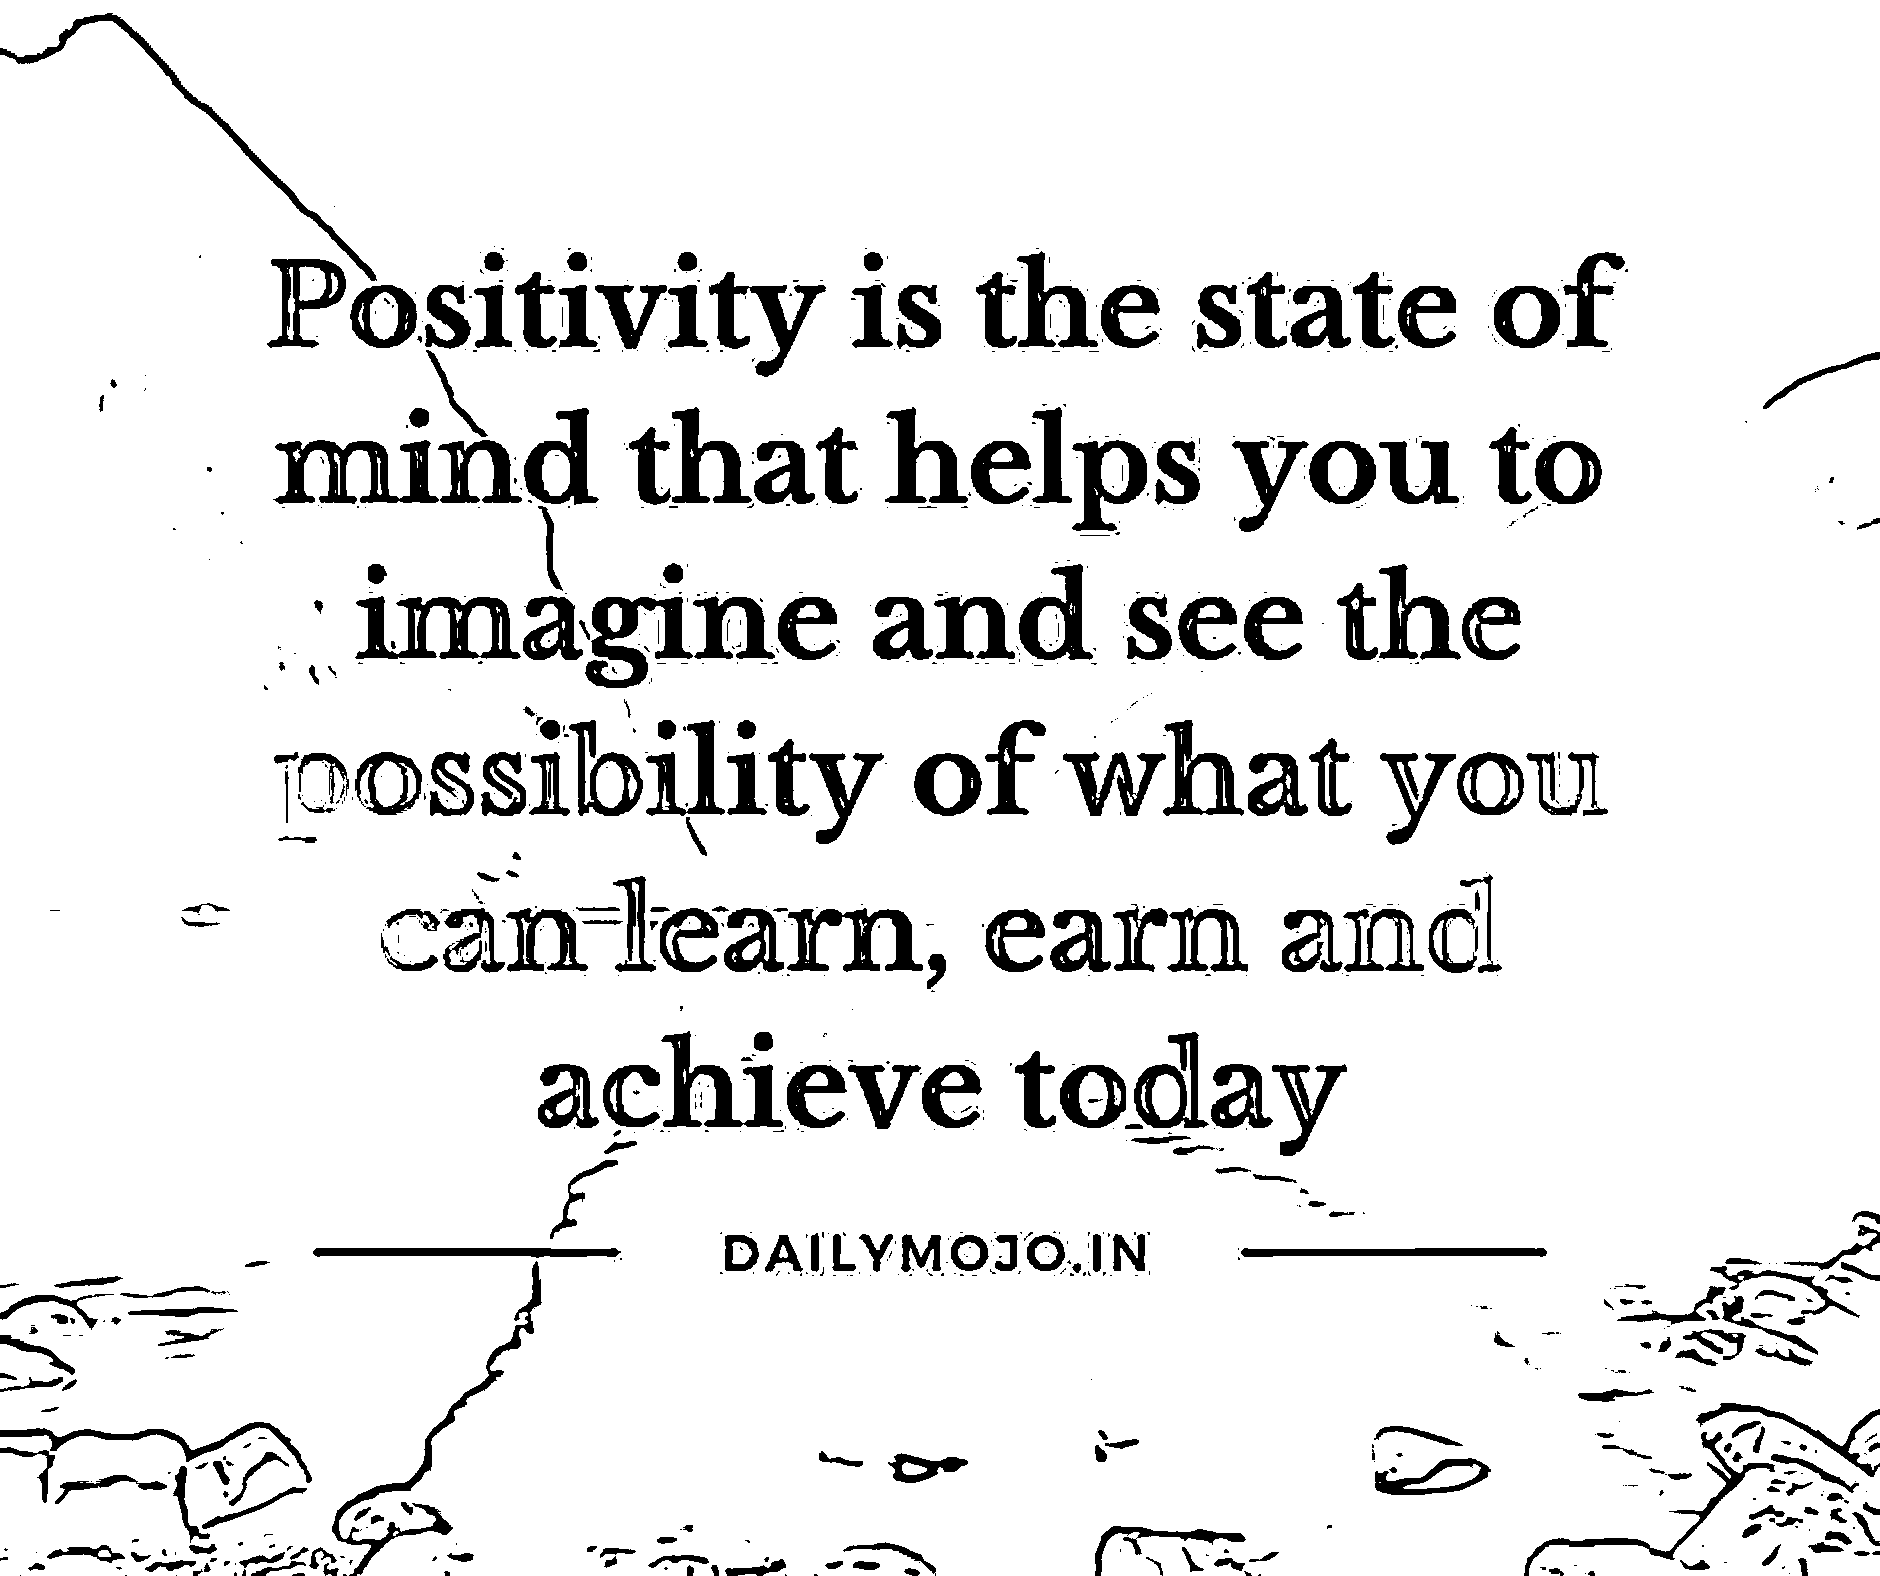 Positivity is the state of
mind that helps you to
imagine and see the
possibility of what you
can learn, earn and
achieve today
DAILYMOJO.IN